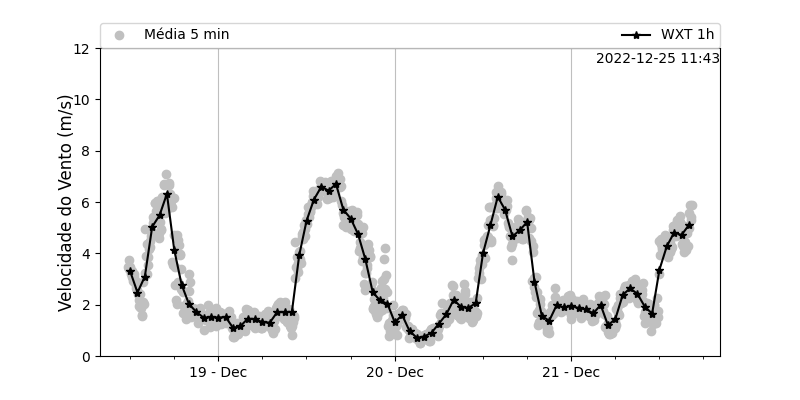 Média 5 min
WXT 1h
2022-12-25 11:43
Velocidade do Vento (m/s)
12
10
8
6
4
2
0
19 - Dec
20 - Dec
21 - Dec